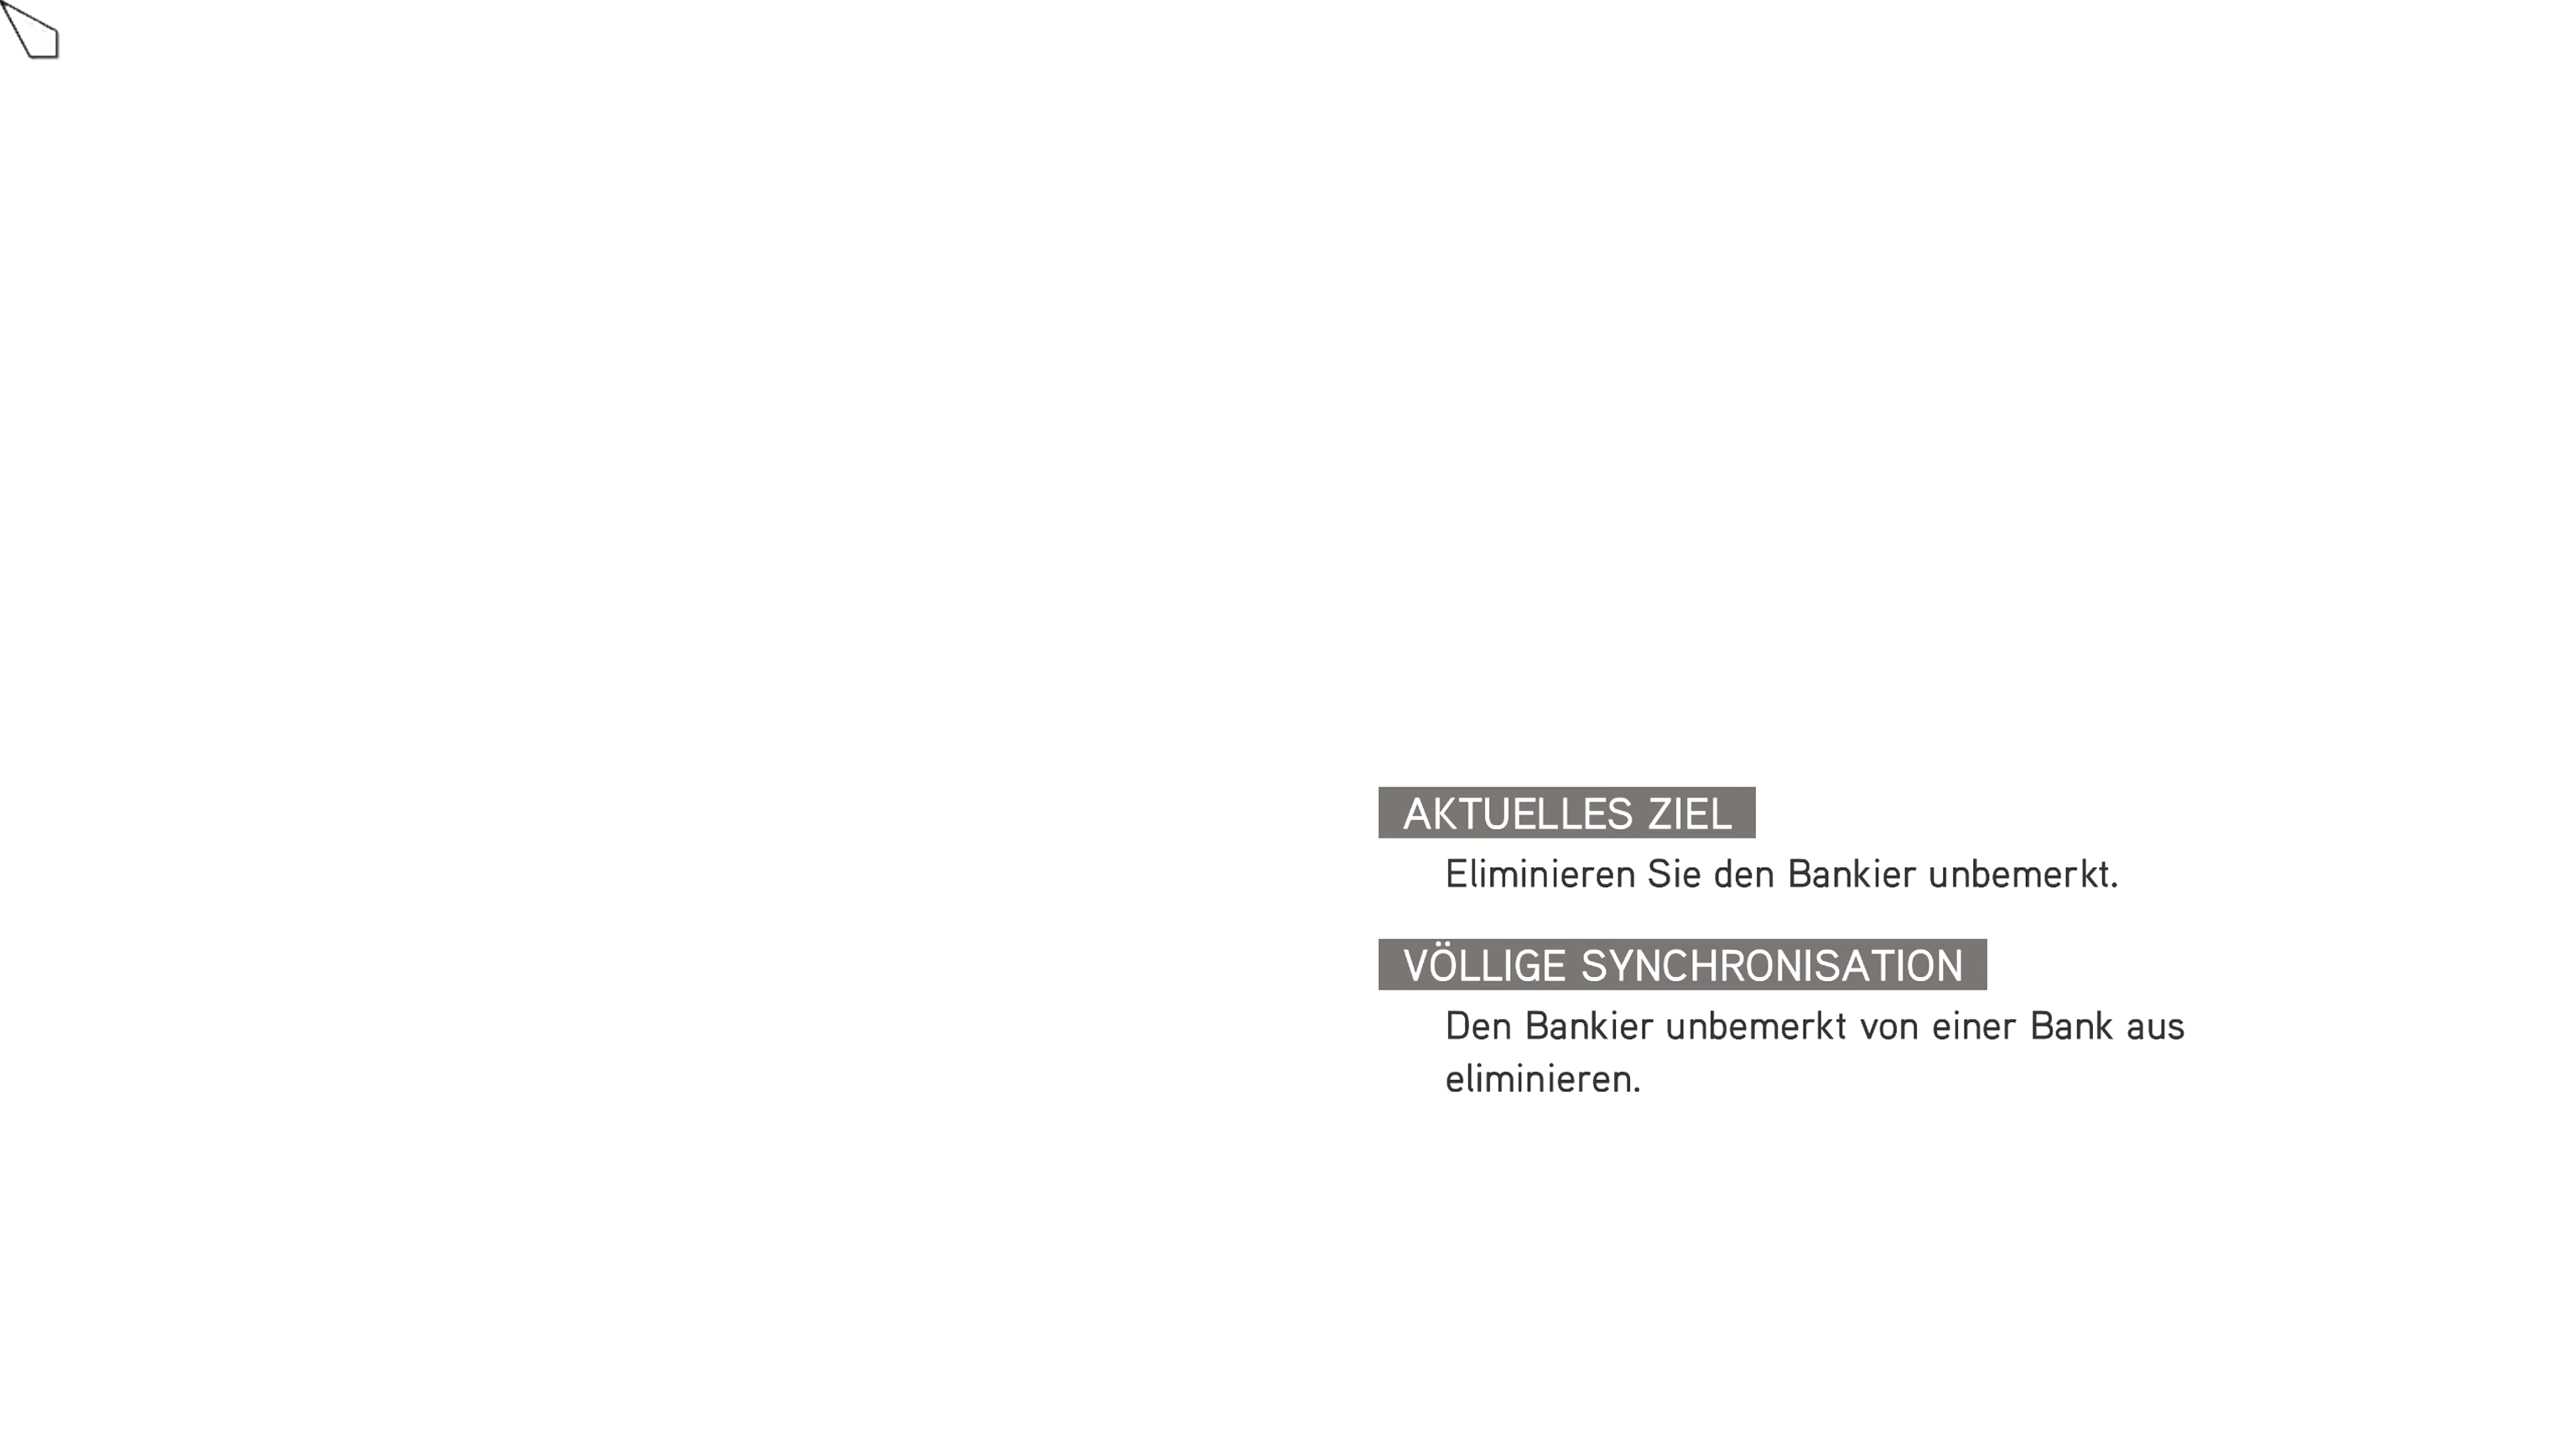 AKTUELLES ZIEL
Eliminieren Sie den Bankier unbemerkt.
VÖLLIGE SYNCHRONISATION
Den Bankier unbemerkt von einer Bank aus
eliminieren.